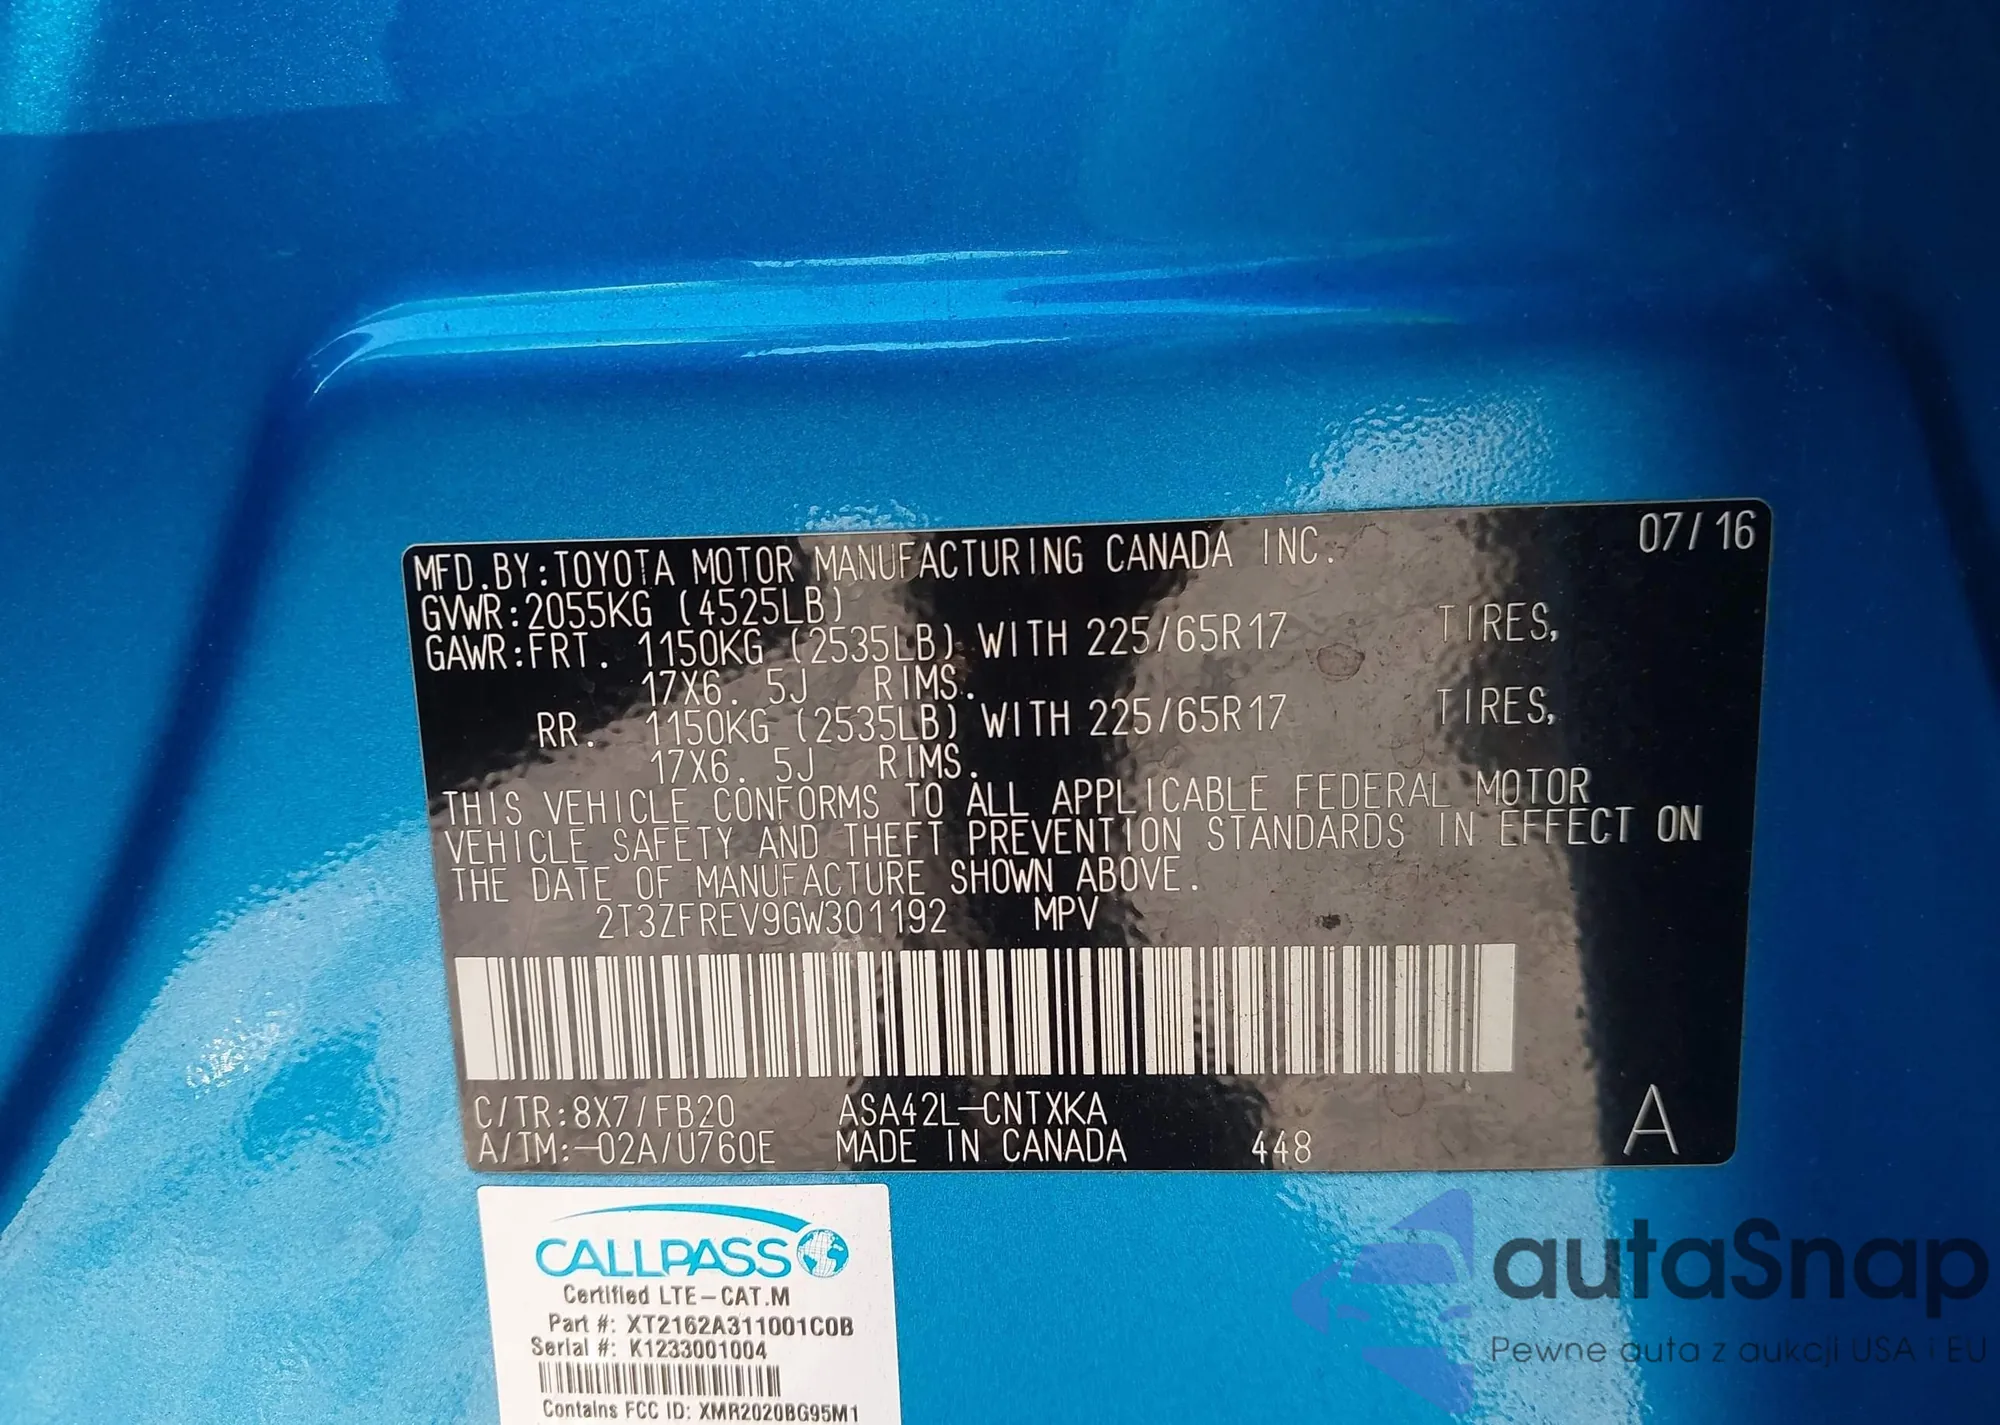 07/16
MFD.BY:TOYOTA MOTOR MANUFACTURING CANADA INC.
GVWR:2055KG (4525LB)
GAWR:FRT. 1150KG (2535LB) WITH 225/65R17 TIRES,
17X6. 5J RIMS.
RR. 1150KG (2535LB) WITH 225/65R17 TIRES,
17X6. 5J RIMS.
THIS VEHICLE CONFORMS TO ALL APPLICABLE FEDERAL MOTOR
VEHICLE SAFETY AND THEFT PREVENTION STANDARDS IN EFFECT ON
THE DATE OF MANUFACTURE SHOWN ABOVE.
2T3ZFREV9GW301192 MPV
C/TR:8X7/FB20 ASA42L-CNTXKA
A/TM:-02A/U760E MADE IN CANADA 448 A
CALLPASS
Certified LTE-CAT.M
Part #: XT2162A311001C0B
Serial #: K1233001004
Contains FCC ID: XMR2020BG95M1
autaSnap
Pewne auta z aukcji USA i EU